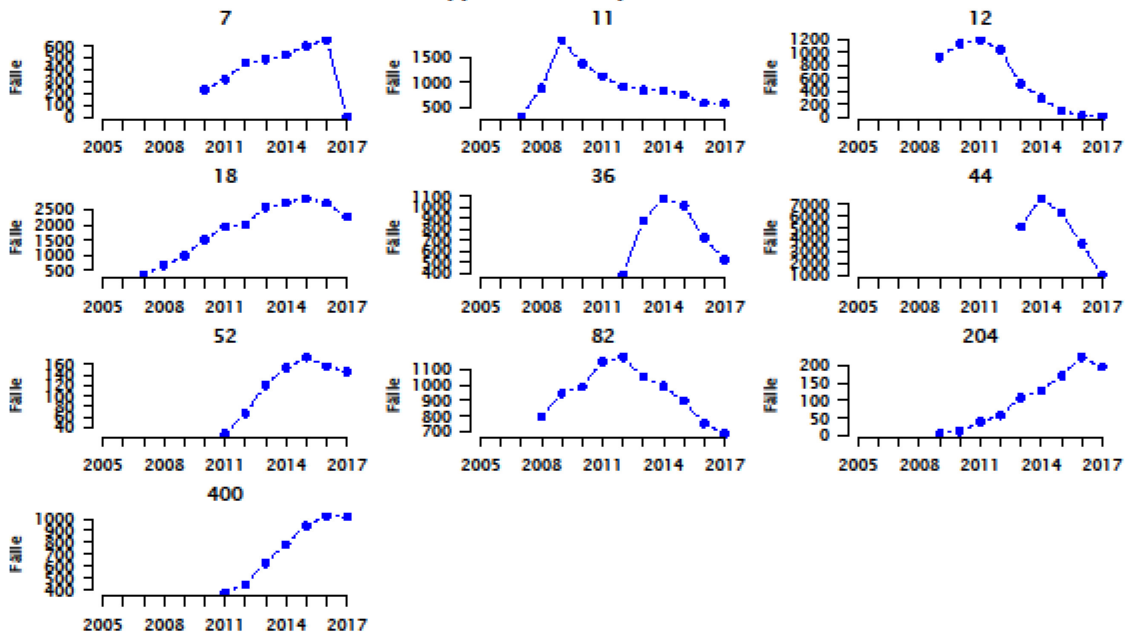 7 11 12
Fälle 600 500 400 300 200 100 0
Fälle 1500 1000 500
Fälle 1200 1000 800 600 400 200 0
2005 2008 2011 2014 2017 2005 2008 2011 2014 2017 2005 2008 2011 2014 2017
18 36 44
Fälle 2500 2000 1500 1000 500
Fälle 1100 1000 900 800 700 600 500 400
Fälle 7000 6000 5000 4000 3000 2000 1000
2005 2008 2011 2014 2017 2005 2008 2011 2014 2017 2005 2008 2011 2014 2017
52 82 204
Fälle 160 140 120 100 80 60 40
Fälle 1100 1000 900 800 700
Fälle 200 150 100 50 0
2005 2008 2011 2014 2017 2005 2008 2011 2014 2017 2005 2008 2011 2014 2017
400
Fälle 1000 900 800 700 600 500 400
2005 2008 2011 2014 2017